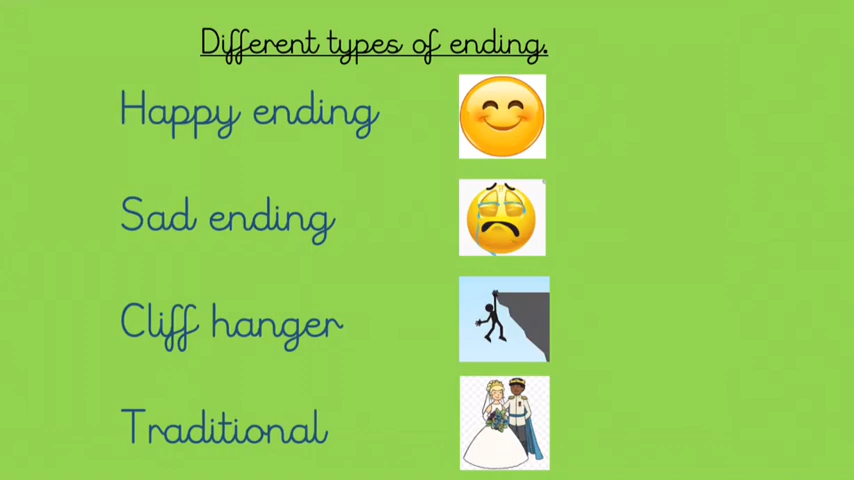 Different types of ending.
Happy ending
Sad ending
Cliff hanger
Traditional